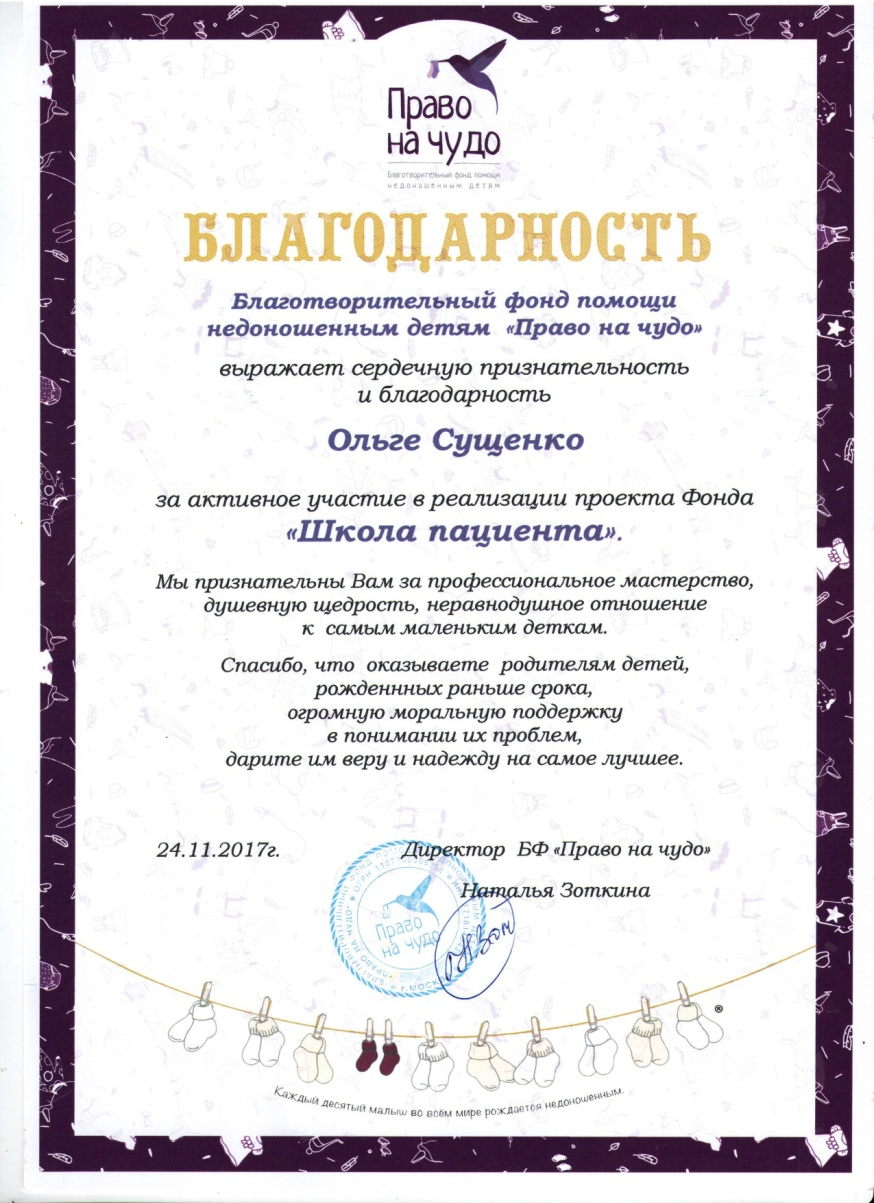 Право
на чудо
Благотворительный фонд помощи
недоношенным детям
БЛАГОДАРНОСТЬ
Благотворительный фонд помощи
недоношенным детям «Право на чудо»
выражает сердечную признательность
и благодарность
Ольге Сущенко
за активное участие в реализации проекта Фонда
«Школа пациента».
Мы признательны Вам за профессиональное мастерство,
душевную щедрость, неравнодушное отношение
к самым маленьким деткам.
Спасибо, что оказываете родителям детей,
рожденнных раньше срока,
огромную моральную поддержку
в понимании их проблем,
дарите им веру и надежду на самое лучшее.
24.11.2017г.
Директор БФ «Право на чудо»
Наталья Зоткина
Право
на чудо
®
Каждый десятый малыш во всём мире рождается недоношенным.